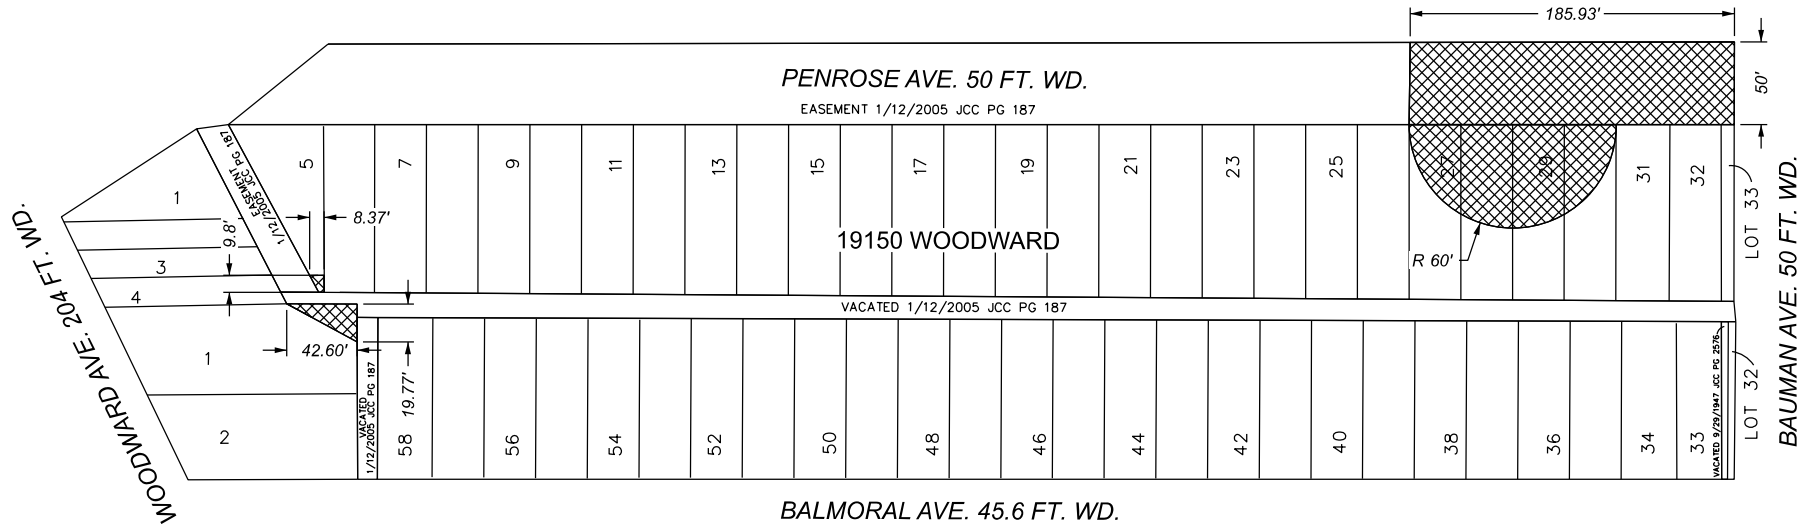 185.93'
PENROSE AVE. 50 FT. WD.
EASEMENT 1/12/2005 JCC PG 187
50'
EASEMENT
1/12/2005 JCC PG 187
5
7
9
11
13
15
17
19
21
23
25
27
29
31
32
LOT 33
1
8.37'
9.8'
3
4
19150 WOODWARD
R 60'
VACATED 1/12/2005 JCC PG 187
WOODWARD AVE. 204 FT. WD.
BAUMAN AVE. 50 FT. WD.
1
42.60'
19.77'
2
VACATED
1/12/2005 JCC PG 187
58
56
54
52
50
48
46
44
42
40
38
36
34
33
VACATED 9/29/1947 JCC PG 2576
LOT 32
BALMORAL AVE. 45.6 FT. WD.